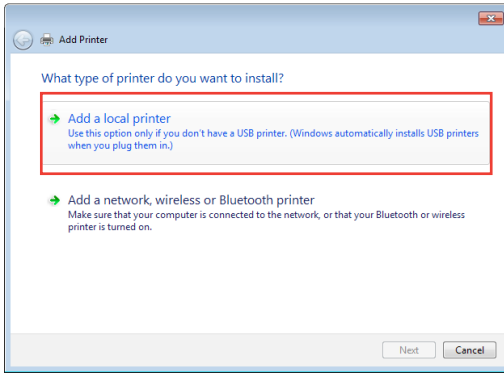 Add Printer
What type of printer do you want to install?
Add a local printer
Use this option only if you don't have a USB printer. (Windows automatically installs USB printers
when you plug them in.)
Add a network, wireless or Bluetooth printer
Make sure that your computer is connected to the network, or that your Bluetooth or wireless
printer is turned on.
Next Cancel